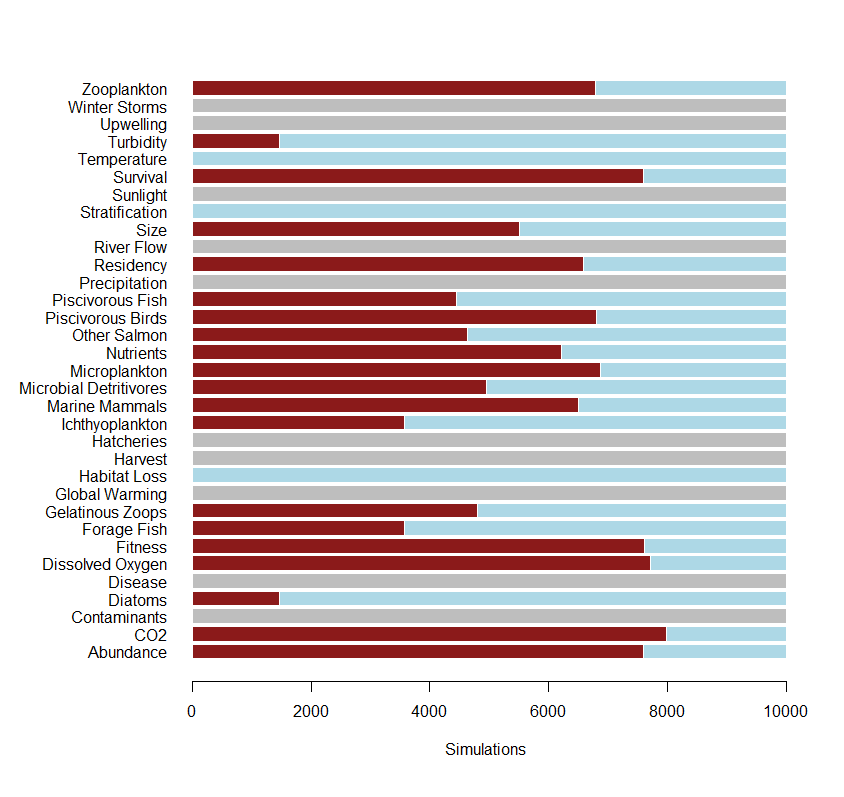 Zooplankton
Winter Storms
Upwelling
Turbidity
Temperature
Survival
Sunlight
Stratification
Size
River Flow
Residency
Precipitation
Piscivorous Fish
Piscivorous Birds
Other Salmon
Nutrients
Microplankton
Microbial Detritivores
Marine Mammals
Ichthyoplankton
Hatcheries
Harvest
Habitat Loss
Global Warming
Gelatinous Zoops
Forage Fish
Fitness
Dissolved Oxygen
Disease
Diatoms
Contaminants
CO2
Abundance
0 2000 4000 6000 8000 10000
Simulations